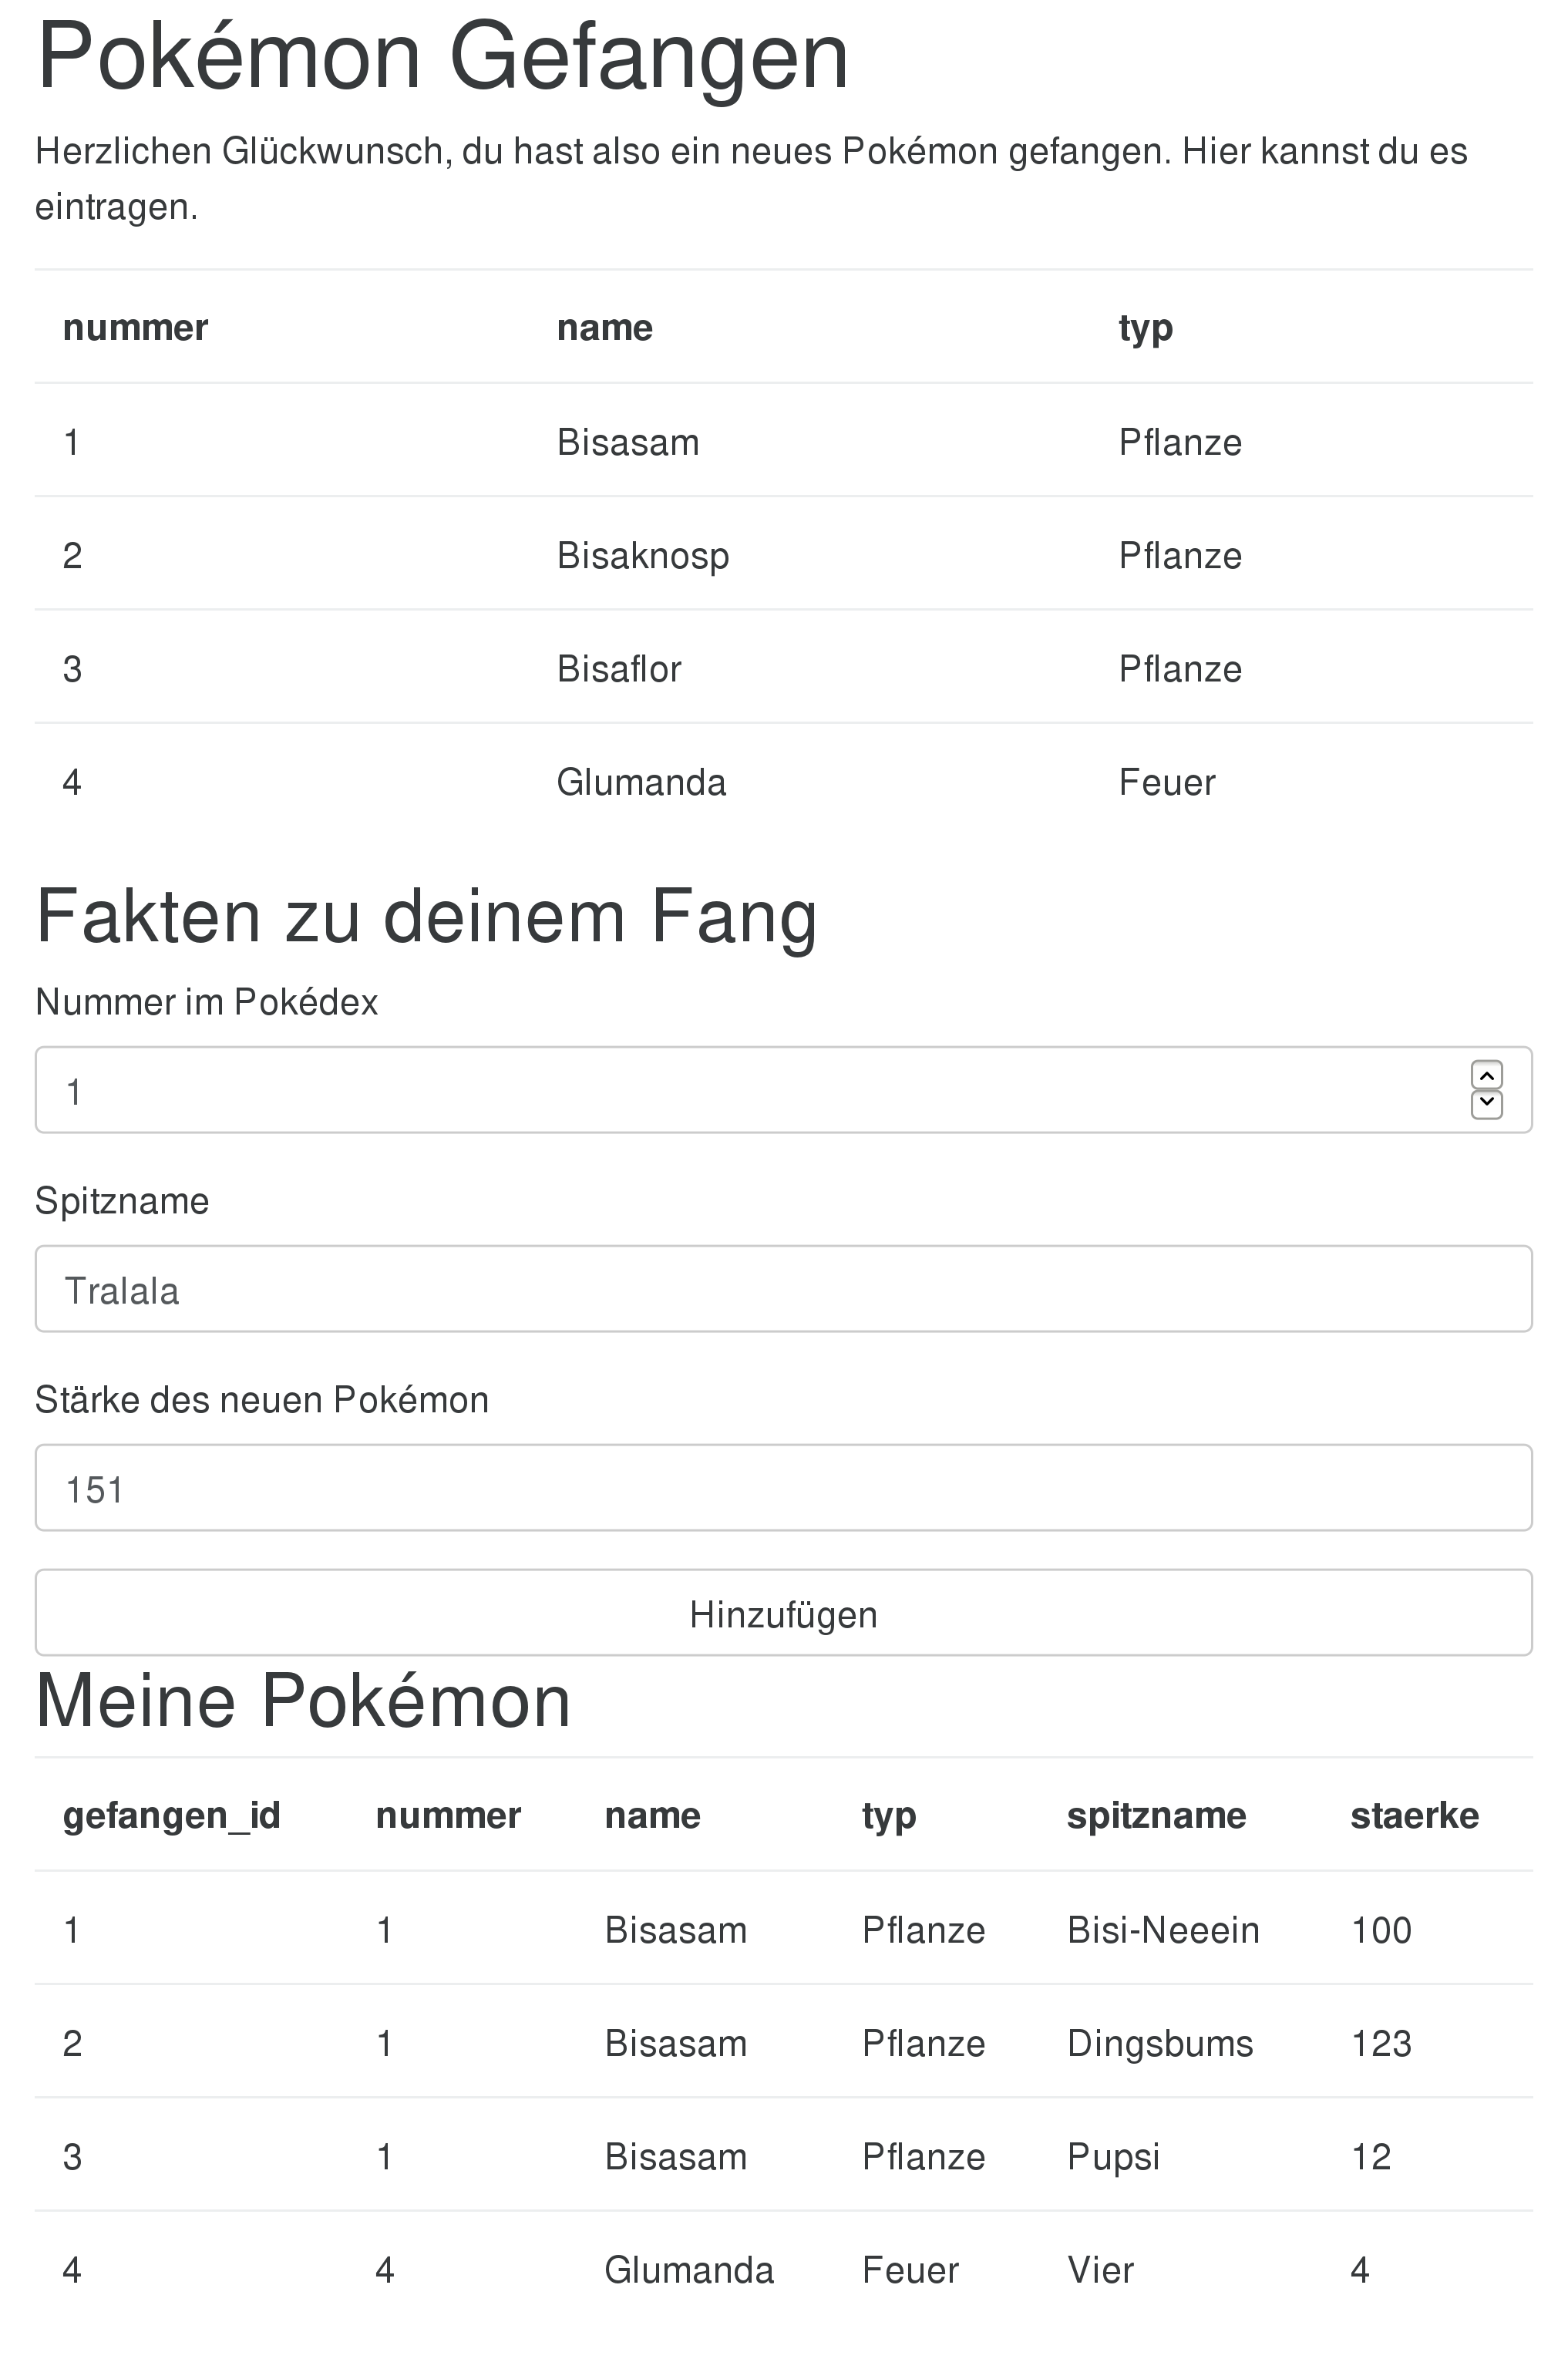 Pokémon Gefangen
Herzlichen Glückwunsch, du hast also ein neues Pokémon gefangen. Hier kannst du es
eintragen.
nummer name typ
1 Bisasam Pflanze
2 Bisaknosp Pflanze
3 Bisaflor Pflanze
4 Glumanda Feuer
Fakten zu deinem Fang
Nummer im Pokédex
1
Spitzname
Tralala
Stärke des neuen Pokémon
151
Hinzufügen
Meine Pokémon
gefangen_id nummer name typ spitzname staerke
1 1 Bisasam Pflanze Bisi-Neeein 100
2 1 Bisasam Pflanze Dingsbums 123
3 1 Bisasam Pflanze Pupsi 12
4 4 Glumanda Feuer Vier 4